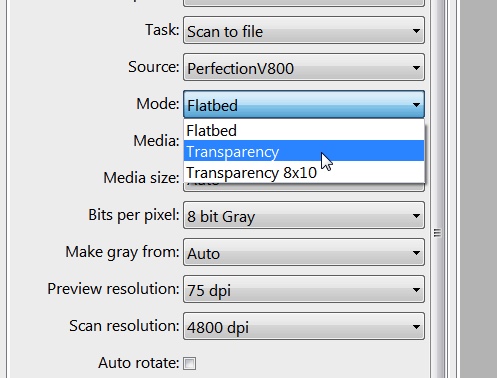 Task: Scan to file
Source: PerfectionV800
Mode: Flatbed
Flatbed
Media: Transparency
Transparency 8x10
Media size:
Bits per pixel: 8 bit Gray
Make gray from: Auto
Preview resolution: 75 dpi
Scan resolution: 4800 dpi
Auto rotate: